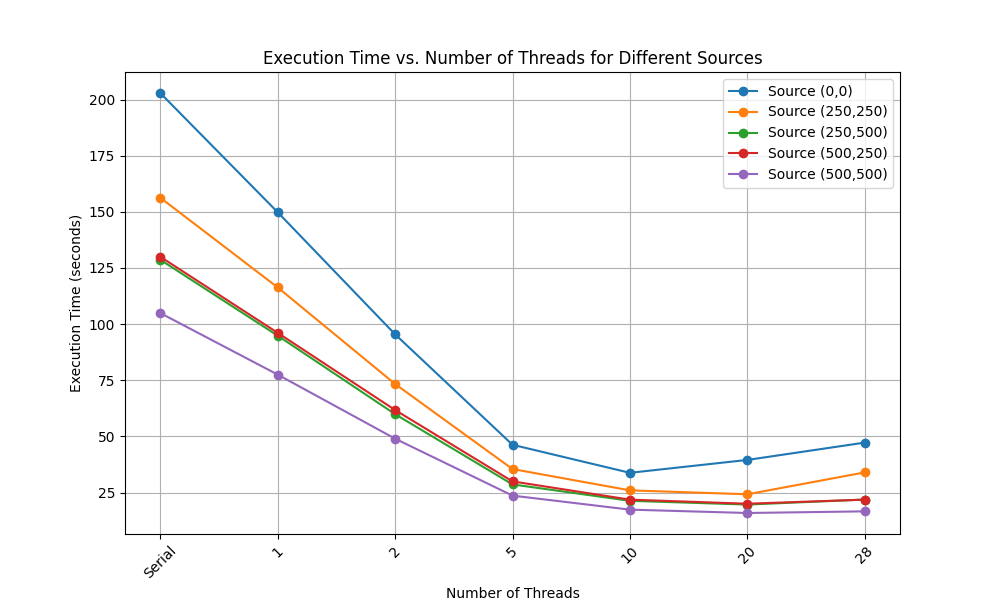 Execution Time vs. Number of Threads for Different Sources
Source (0,0)
Source (250,250)
Source (250,500)
Source (500,250)
Source (500,500)
Execution Time (seconds)
200
175
150
125
100
75
50
25
Serial
1
2
5
10
20
28
Number of Threads